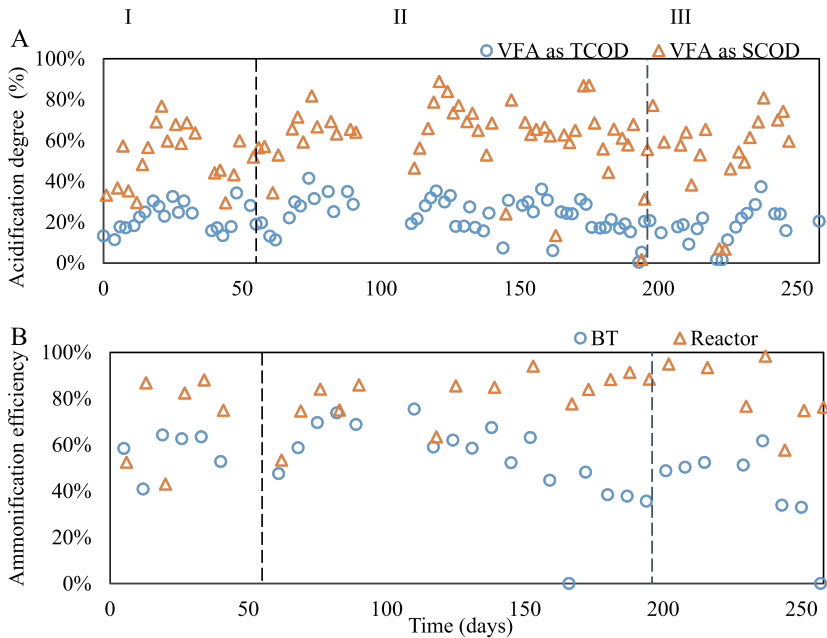 I II III
A
VFA as TCOD VFA as SCOD
Acidification degree (%)
100%
80%
60%
40%
20%
0%
0 50 100 150 200 250
B
BT Reactor
Ammonification efficiency
100%
80%
60%
40%
20%
0%
0 50 100 150 200 250
Time (days)